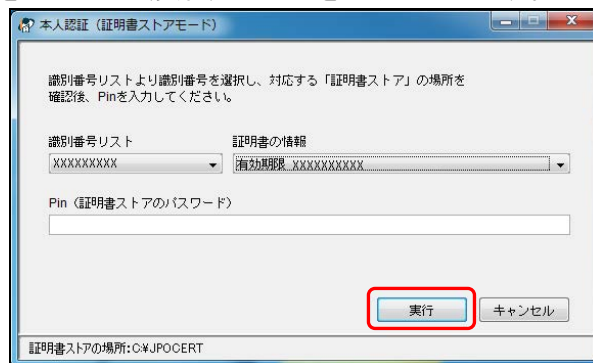 本人認証（証明書ストアモード）
識別番号リストより識別番号を選択し、対応する「証明書ストア」の場所を
確認後、Pinを入力してください。
識別番号リスト 証明書の情報
XXXXXXXXX 有効期限 XXXXXXXXXX
Pin（証明書ストアのパスワード）
実行 キャンセル
証明書ストアの場所:C¥JPOCERT